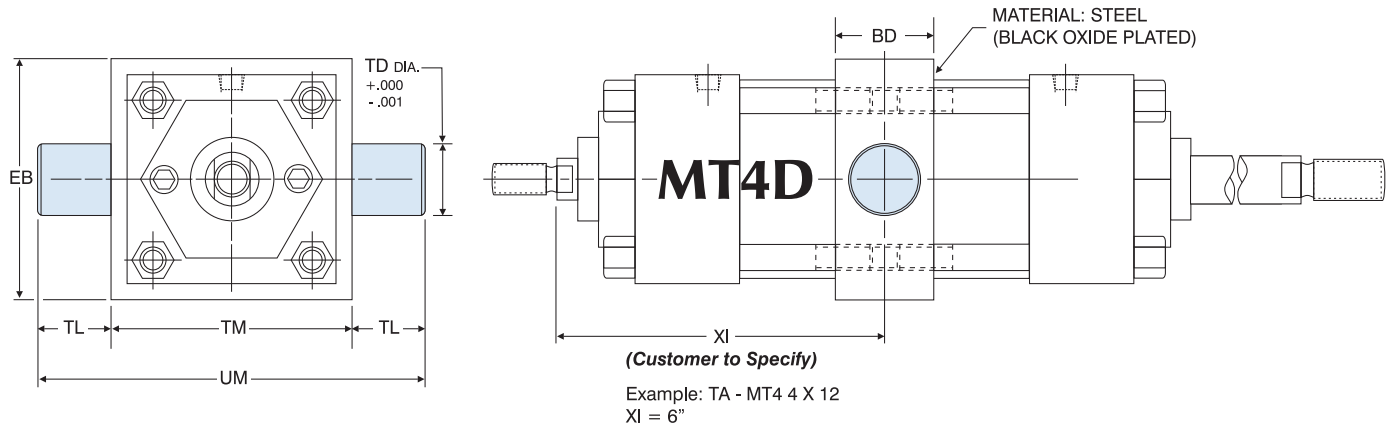 MATERIAL: STEEL
(BLACK OXIDE PLATED)
BD
TD DIA.
+.000
- .001
EB
MT4D
TL
TM
TL
UM
XI
(Customer to Specify)
Example: TA - MT4 4 X 12
XI = 6”